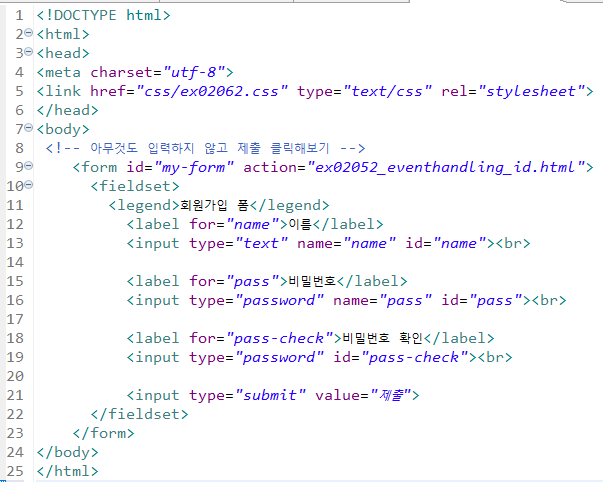 1 <!DOCTYPE html>
2 <html>
3 <head>
4 <meta charset="utf-8">
5 <link href="css/ex02062.css" type="text/css" rel="stylesheet">
6 </head>
7 <body>
8 <!-- 아무것도 입력하지 않고 제출 클릭해보기 -->
9 <form id="my-form" action="ex02052_eventhandling_id.html">
10 <fieldset>
11 <legend>회원가입 폼</legend>
12 <label for="name">이름</label>
13 <input type="text" name="name" id="name"><br>
14
15 <label for="pass">비밀번호</label>
16 <input type="password" name="pass" id="pass"><br>
17
18 <label for="pass-check">비밀번호 확인</label>
19 <input type="password" id="pass-check"><br>
20
21 <input type="submit" value="제출">
22 </fieldset>
23 </form>
24 </body>
25 </html>